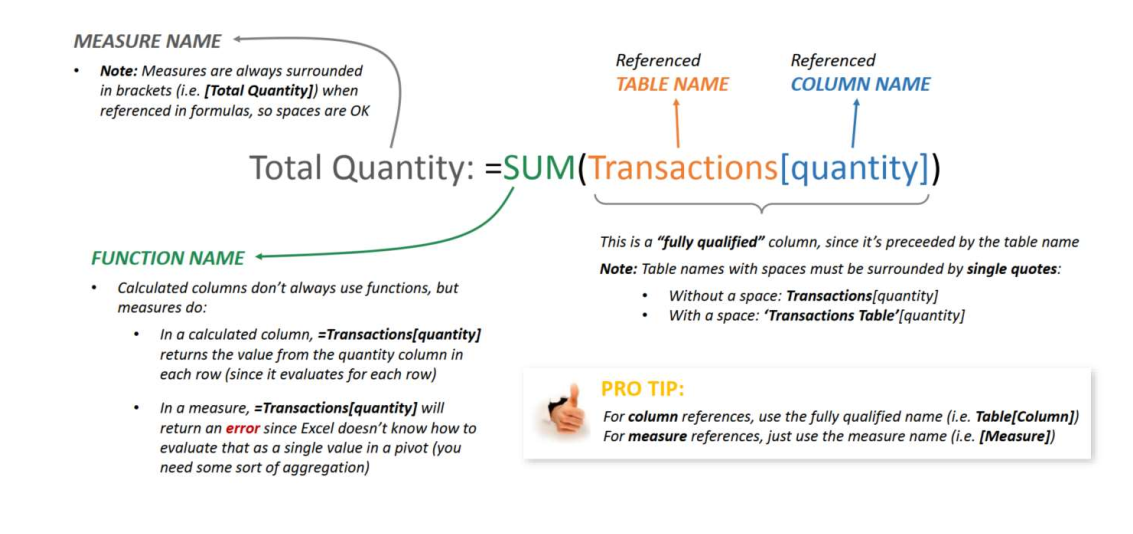 MEASURE NAME
• Note: Measures are always surrounded
in brackets (i.e. [Total Quantity]) when
referenced in formulas, so spaces are OK
Referenced
TABLE NAME
Referenced
COLUMN NAME
Total Quantity: =SUM(Transactions[quantity])
This is a “fully qualified” column, since it’s preceeded by the table name
Note: Table names with spaces must be surrounded by single quotes:
• Without a space: Transactions[quantity]
• With a space: ‘Transactions Table’[quantity]
FUNCTION NAME
• Calculated columns don’t always use functions, but
measures do:
• In a calculated column, =Transactions[quantity]
returns the value from the quantity column in
each row (since it evaluates for each row)
• In a measure, =Transactions[quantity] will
return an error since Excel doesn’t know how to
evaluate that as a single value in a pivot (you
need some sort of aggregation)
PRO TIP:
For column references, use the fully qualified name (i.e. Table[Column])
For measure references, just use the measure name (i.e. [Measure])